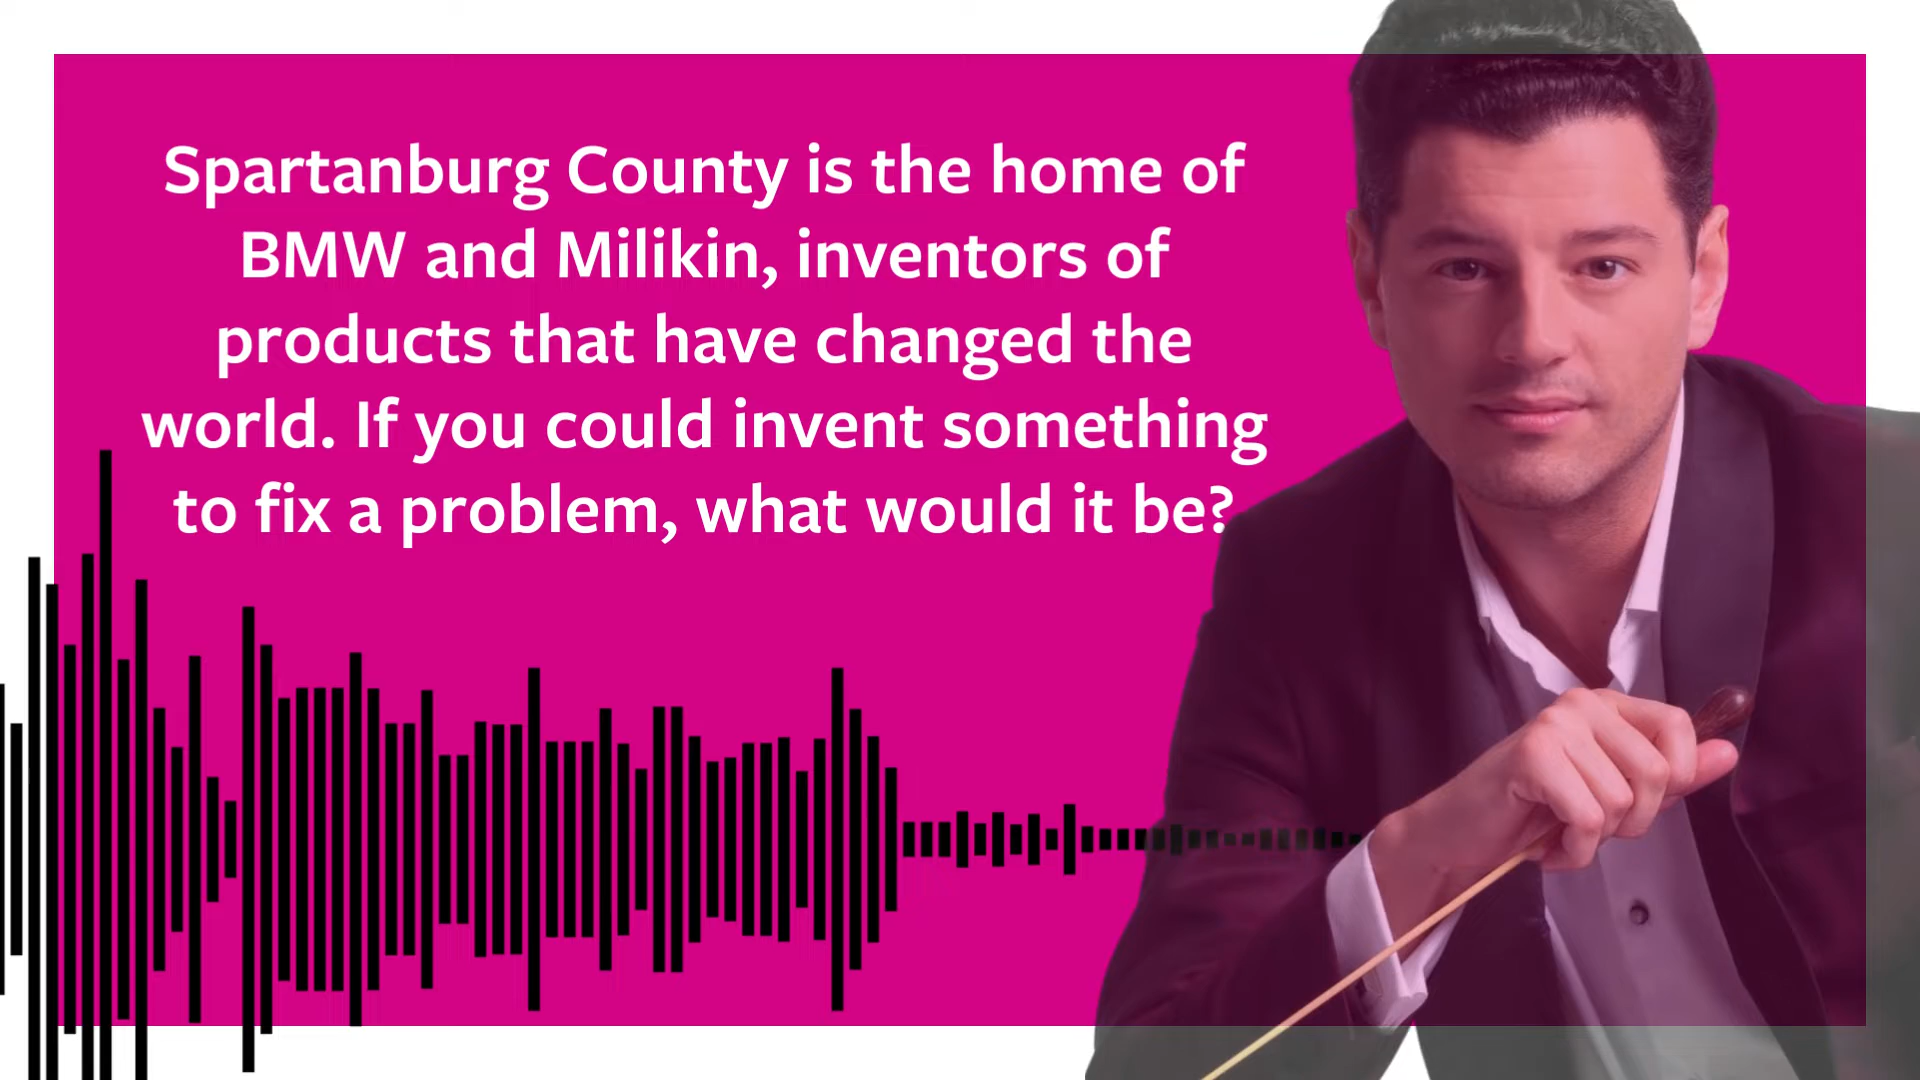 Spartanburg County is the home of
BMW and Milikin, inventors of
products that have changed the
world. If you could invent something
to fix a problem, what would it be?